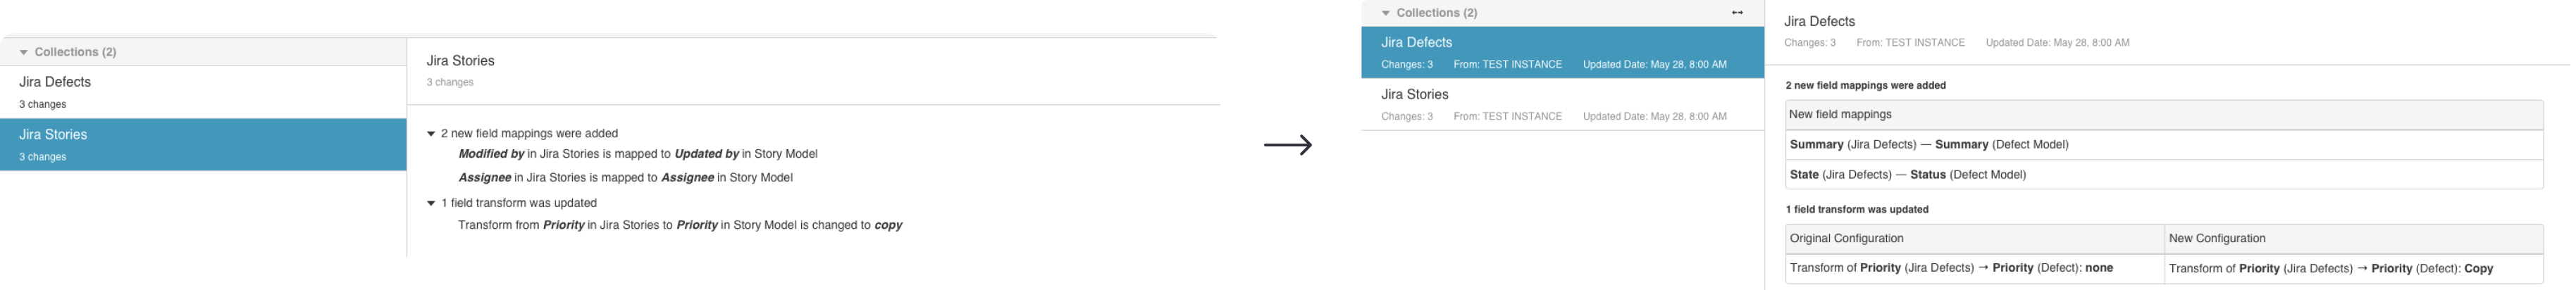 Collections (2)
Jira Defects
3 changes
Jira Stories
3 changes
Jira Stories
3 changes
2 new field mappings were added
Modified by in Jira Stories is mapped to Updated by in Story Model
Assignee in Jira Stories is mapped to Assignee in Story Model
1 field transform was updated
Transform from Priority in Jira Stories to Priority in Story Model is changed to copy
Collections (2)
Jira Defects
Changes: 3 From: TEST INSTANCE Updated Date: May 28, 8:00 AM
Jira Stories
Changes: 3 From: TEST INSTANCE Updated Date: May 28, 8:00 AM
Jira Defects
Changes: 3 From: TEST INSTANCE Updated Date: May 28, 8:00 AM
2 new field mappings were added
New field mappings
Summary (Jira Defects) — Summary (Defect Model)
State (Jira Defects) — Status (Defect Model)
1 field transform was updated
Original Configuration New Configuration
Transform of Priority (Jira Defects) → Priority (Defect): none Transform of Priority (Jira Defects) → Priority (Defect): Copy